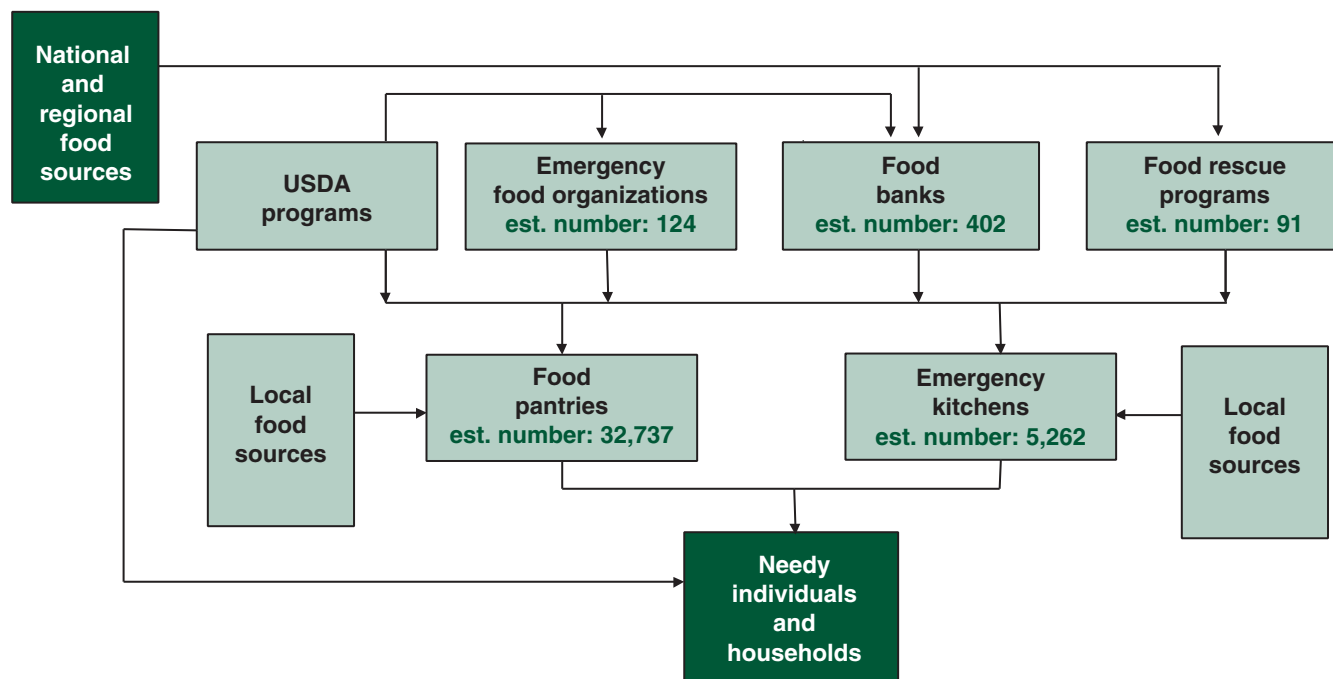 National
and
regional
food
sources
USDA
programs
Emergency
food organizations
est. number: 124
Food
banks
est. number: 402
Food rescue
programs
est. number: 91
Local
food
sources
Food
pantries
est. number: 32,737
Emergency
kitchens
est. number: 5,262
Local
food
sources
Needy
individuals
and
households